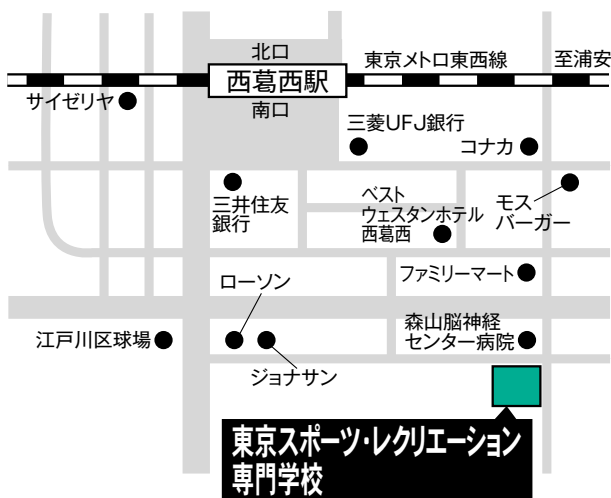 北口
東京メトロ東西線
至浦安
西葛西駅
サイゼリヤ
南口
三菱UFJ銀行
コナカ
三井住友
銀行
ベスト
ウェスタンホテル
西葛西
モス
バーガー
ローソン
ファミリーマート
江戸川区球場
森山脳神経
センター病院
ジョナサン
東京スポーツ・レクリエーション
専門学校